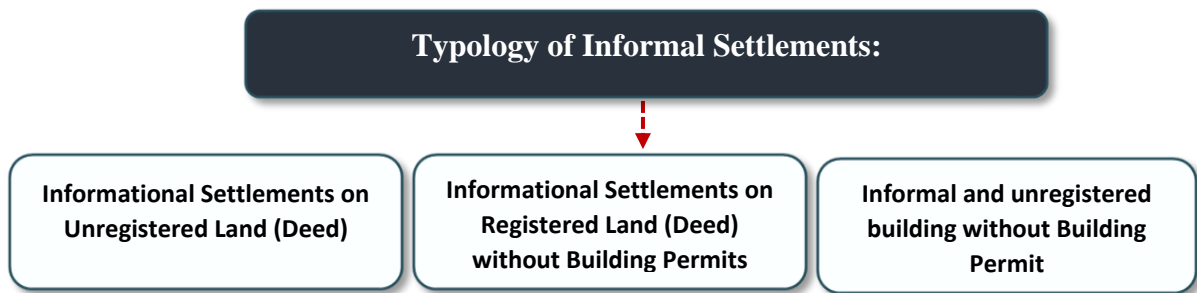 Typology of Informal Settlements:
Informational Settlements on
Unregistered Land (Deed)
Informational Settlements on
Registered Land (Deed)
without Building Permits
Informal and unregistered
building without Building
Permit